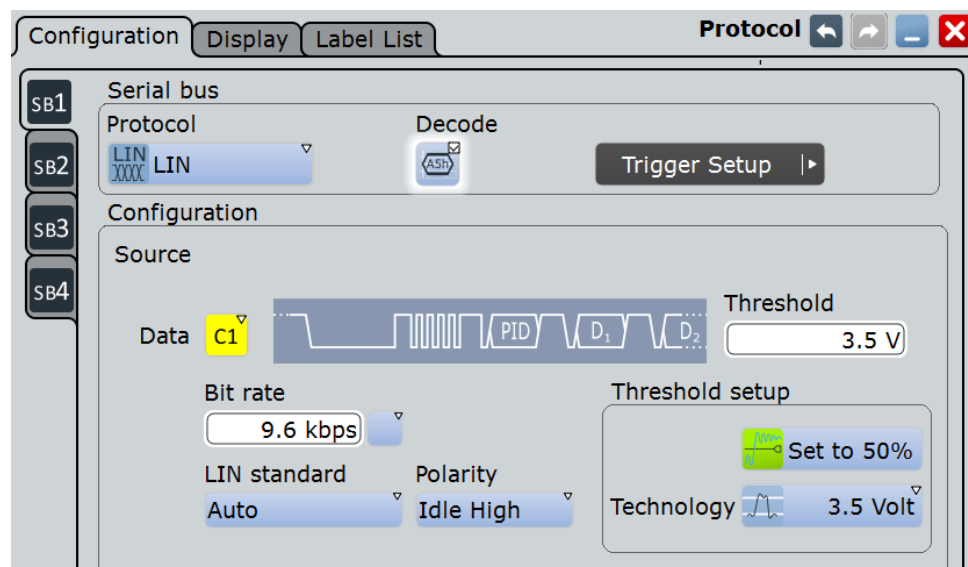 Configuration Display Label List Protocol
SB1
SB2
SB3
SB4
Serial bus
Protocol Decode
LIN LIN A5h Trigger Setup
Configuration
Source
Threshold
Data C1 PID D1 D2 3.5 V
Bit rate Threshold setup
9.6 kbps
Set to 50%
LIN standard Polarity
Auto Idle High Technology 3.5 Volt